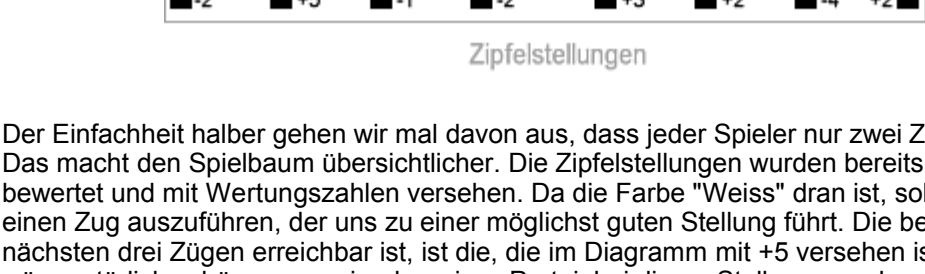 -2 +5 -1 -2 +3 +2 -4 +2
Zipfelstellungen
Der Einfachheit halber gehen wir mal davon aus, dass jeder Spieler nur zwei Z
Das macht den Spielbaum übersichtlicher. Die Zipfelstellungen wurden bereits
bewertet und mit Wertungszahlen versehen. Da die Farbe "Weiss" dran ist, sol
einen Zug auszuführen, der uns zu einer möglichst guten Stellung führt. Die be
nächsten drei Zügen erreichbar ist, ist die, die im Diagramm mit +5 versehen is